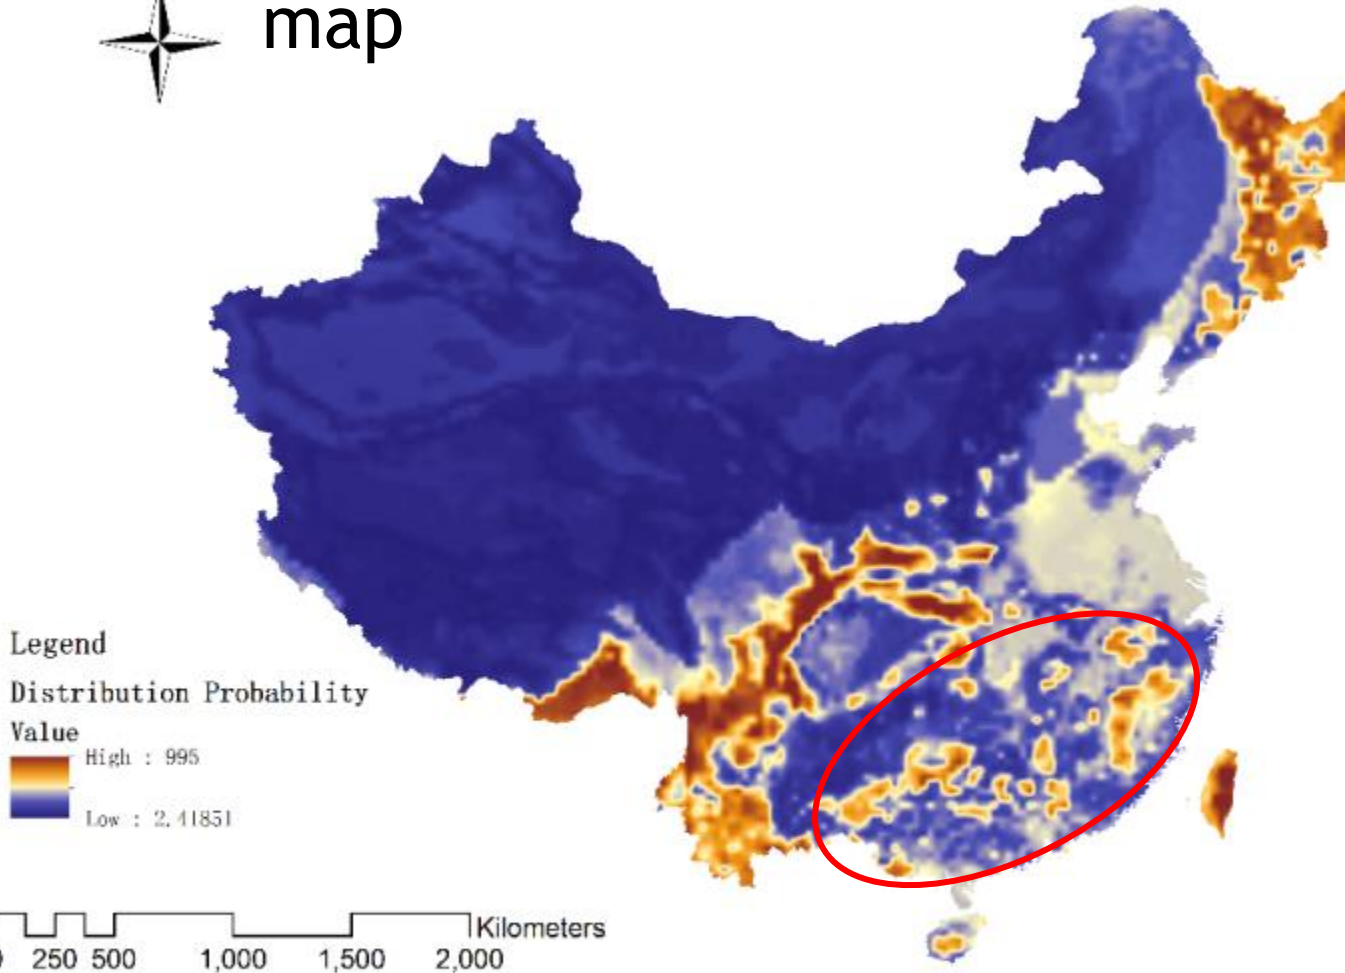 map
Legend
Distribution Probability
Value
High : 995
Low : 2.41851
Kilometers
250 500 1,000 1,500 2,000